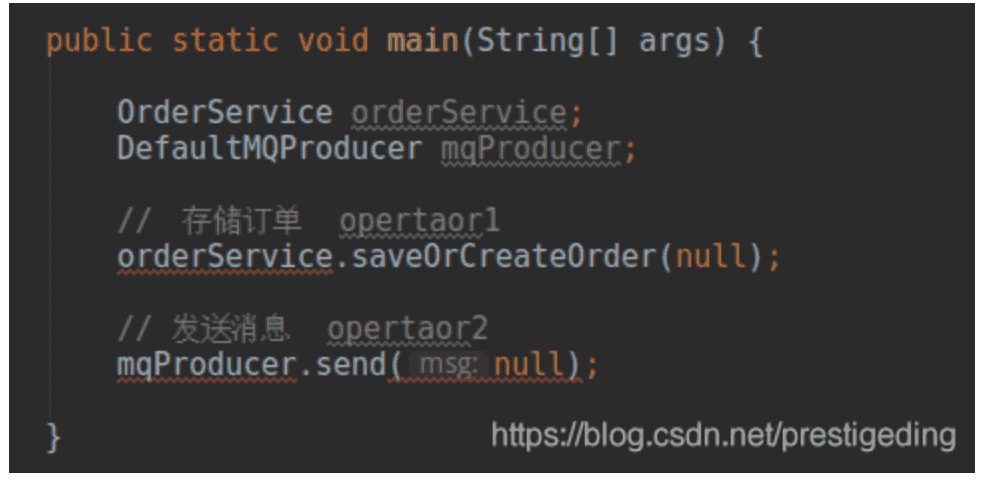 public static void main(String[] args) {
OrderService orderService;
DefaultMQProducer mqProducer;
// 存储订单 opertaor1
orderService.saveOrCreateOrder(null);
// 发送消息 opertaor2
mqProducer.send( msg: null);
}
https://blog.csdn.net/prestigeding